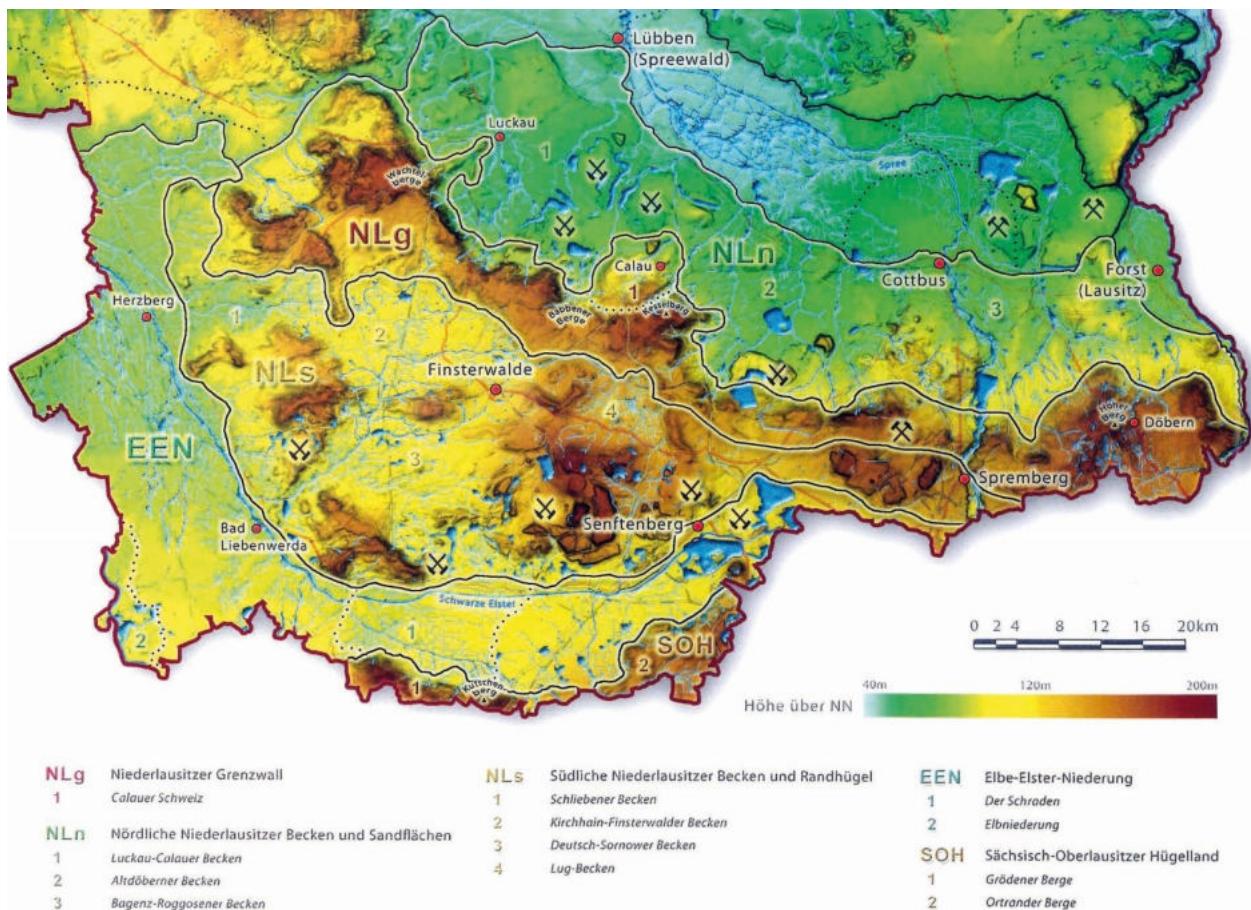 Lübben
(Spreewald)
Luckau
1
Spree
Wachtel-
berge
NLg
NLn
Calau
1
2
Cottbus
Forst
(Lausitz)
Herzberg
1
2
Babbener
Berge
Kesselberg
3
NLs
Finsterwalde
4
Hoher
Berg
Döbern
EEN
3
Spremberg
Senftenberg
Bad
Liebenwerda
Schwarze Elster
1
2
SOH
2
1
Kutschen-
berg
0 2 4 8 12 16 20km
40m 120m 200m
Höhe über NN
NLg Niederlausitzer Grenzwall
1 Calauer Schweiz
NLn Nördliche Niederlausitzer Becken und Sandflächen
1 Luckau-Calauer Becken
2 Altdöberner Becken
3 Bagenz-Roggosener Becken
NLs Südliche Niederlausitzer Becken und Randhügel
1 Schliebener Becken
2 Kirchhain-Finsterwalder Becken
3 Deutsch-Sornower Becken
4 Lug-Becken
EEN Elbe-Elster-Niederung
1 Der Schraden
2 Elbniederung
SOH Sächsisch-Oberlausitzer Hügelland
1 Grödener Berge
2 Ortrander Berge